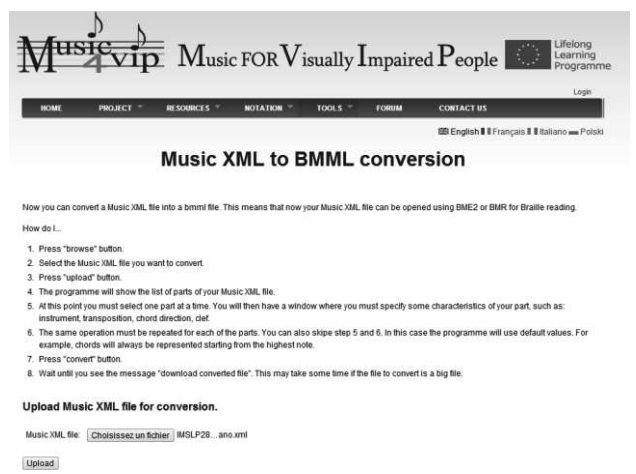 Music4vip Music FOR Visually Impaired People Lifelong
Learning
Programme
Login
HOME PROJECT RESOURCES NOTATION TOOLS FORUM CONTACT US
English Français Italiano Polski
Music XML to BMML conversion
Now you can convert a Music XML file into a bmml file. This means that now your Music XML file can be opened using BME2 or BMR for Braille reading.
How do I...
1. Press "browse" button.
2. Select the Music XML file you want to convert.
3. Press "upload" button.
4. The programme will show the list of parts of your Music XML file.
5. At this point you must select one part at a time. You will then have a window where you must specify some characteristics of your part, such as:
instrument, transposition, chord direction, clef.
6. The same operation must be repeated for each of the parts. You can also skipe step 5 and 6. In this case the programme will use default values. For
example, chords will always be represented starting from the highest note.
7. Press "convert" button.
8. Wait until you see the message "download converted file". This may take some time if the file to convert is a big file.
Upload Music XML file for conversion.
Music XML file: Choisissez un fichier IMSLP28...ano.xml
Upload